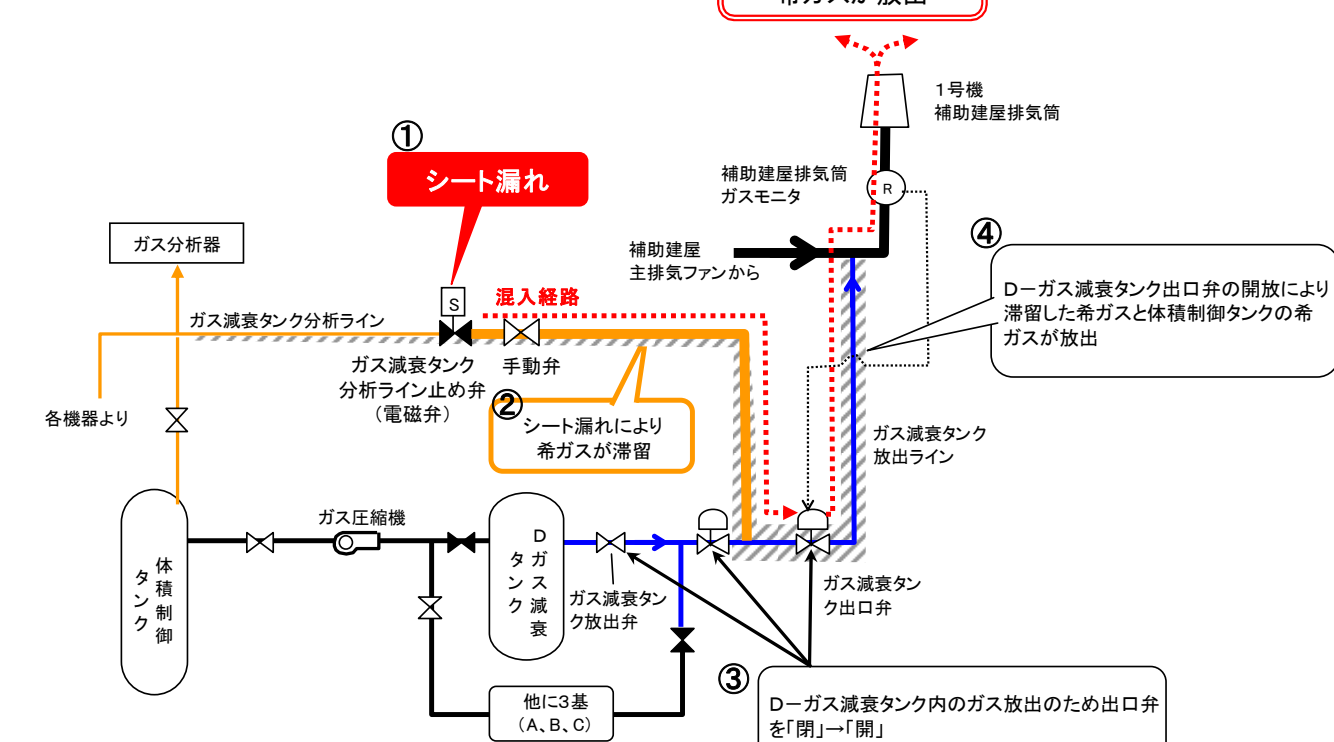 希ガスが放出
1号機
補助建屋排気筒
①
シート漏れ
補助建屋排気筒
ガスモニタ
R
ガス分析器
補助建屋
主排気ファンから
④
D－ガス減衰タンク出口弁の開放により
滞留した希ガスと体積制御タンクの希
ガスが放出
S
混入経路
ガス減衰タンク分析ライン
ガス減衰タンク
分析ライン止め弁
（電磁弁）
手動弁
各機器より
②
シート漏れにより
希ガスが滞留
ガス減衰タンク
放出ライン
ガス圧縮機
体積制御
タンク
Dガス減衰
タンク
ガス減衰タン
ク放出弁
ガス減衰タン
ク出口弁
③
D－ガス減衰タンク内のガス放出のため出口弁
を「閉」→「開」
他に3基
（A、B、C）